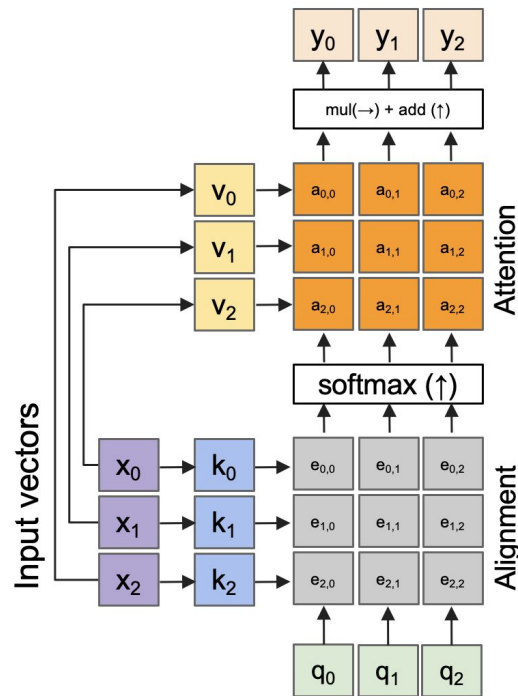 y0 y1 y2
mul(→) + add (↑)
v0 a0,0 a0,1 a0,2
v1 a1,0 a1,1 a1,2
v2 a2,0 a2,1 a2,2
Attention
softmax (↑)
Input vectors
x0 k0 e0,0 e0,1 e0,2
x1 k1 e1,0 e1,1 e1,2
x2 k2 e2,0 e2,1 e2,2
Alignment
q0 q1 q2